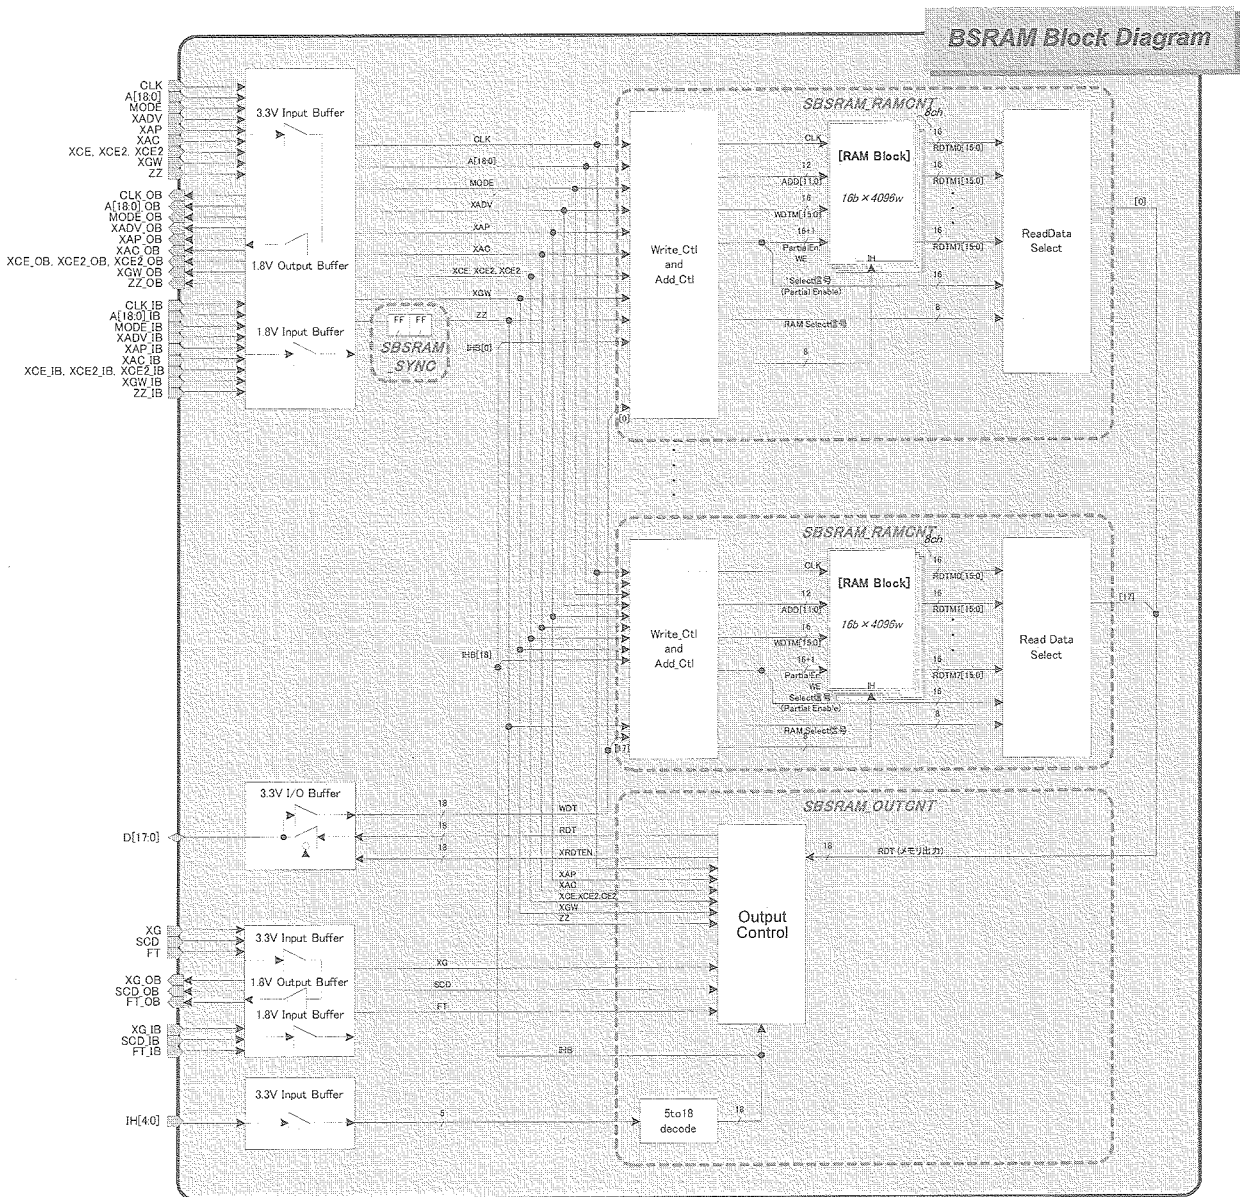 BSRAM Block Diagram
CLK
A[18:0]
MODE
XADV
XAP
XAC
XCE, XCE2, XCE2
XGW
ZZ
CLK_OB
A[18:0]_OB
MODE_OB
XADV_OB
XAP_OB
XAC_OB
XCE_OB, XCE2_OB, XCE2_OB
XGW_OB
ZZ_OB
CLK_IB
A[18:0]_IB
MODE_IB
XADV_IB
XAP_IB
XAC_IB
XCE_IB, XCE2_IB, XCE2_IB
XGW_IB
ZZ_IB
3.3V Input Buffer
1.8V Output Buffer
1.8V Input Buffer
FF FF
SBSRAM
_SYNC
CLK
A[18:0]
MODE
XADV
XAP
XAC
XCE, XCE2, XCE2
XGW
ZZ
IHB[0]
[0]
SBSRAM_RAMCNT
Write_Ctl
and
Add_Ctl
CLK
12
ADD[11:0]
16
WDTM[15:0]
16+1
PartialEn.
WE
Select信号
(Partial Enable)
RAM Select信号
8
8ch
[RAM Block]
16b × 4096w
IH
16
RDTM0[15:0]
16
RDTM1[15:0]
16
RDTM7[15:0]
16
8
ReadData
Select
[0]
SBSRAM_RAMCNT
IHB[18]
[17]
Write_Ctl
and
Add_Ctl
CLK
12
ADD[11:0]
16
WDTM[15:0]
16+1
PartialEn.
WE
Select信号
(Partial Enable)
RAM Select信号
8
8ch
[RAM Block]
16b × 4096w
IH
16
RDTM0[15:0]
16
RDTM1[15:0]
16
RDTM7[15:0]
16
8
Read Data
Select
[17]
D[17:0]
3.3V I/O Buffer
18
WDT
18
RDT
18
XRDTEN
XAP
XAC
XCE,XCE2,CE2
XGW
ZZ
SBSRAM_OUTCNT
18
RDT (メモリ出力)
Output
Control
XG
SCD
FT
XG_OB
SCD_OB
FT_OB
XG_IB
SCD_IB
FT_IB
3.3V Input Buffer
1.8V Output Buffer
1.8V Input Buffer
XG
SCD
FT
IHB
IH[4:0]
3.3V Input Buffer
5
5to18
decode
18